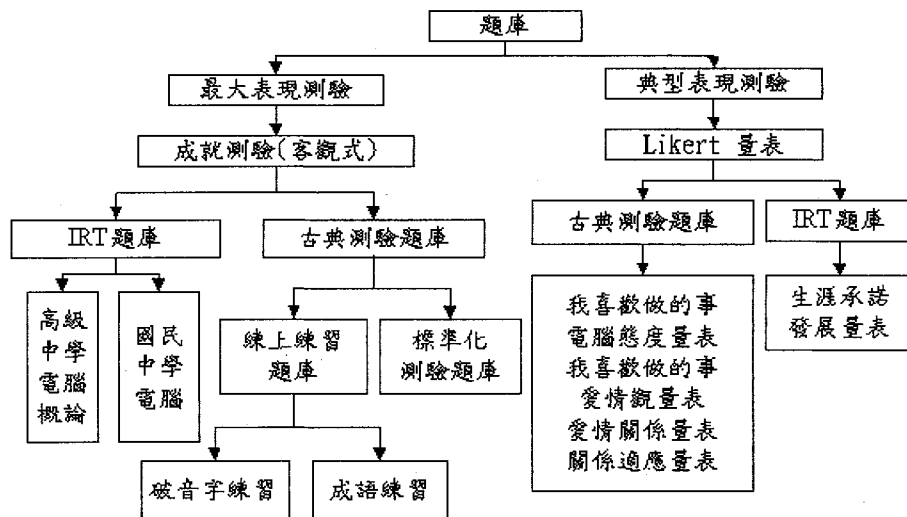 題庫
最大表現測驗
典型表現測驗
成就測驗(客觀式)
Likert 量表
IRT題庫
古典測驗題庫
古典測驗題庫
IRT題庫
高級
中學
電腦
概論
國民
中學
電腦
練上練習
題庫
標準化
測驗題庫
我喜歡做的事
電腦態度量表
我喜歡做的事
愛情觀量表
愛情關係量表
關係適應量表
生涯承諾
發展量表
破音字練習
成語練習